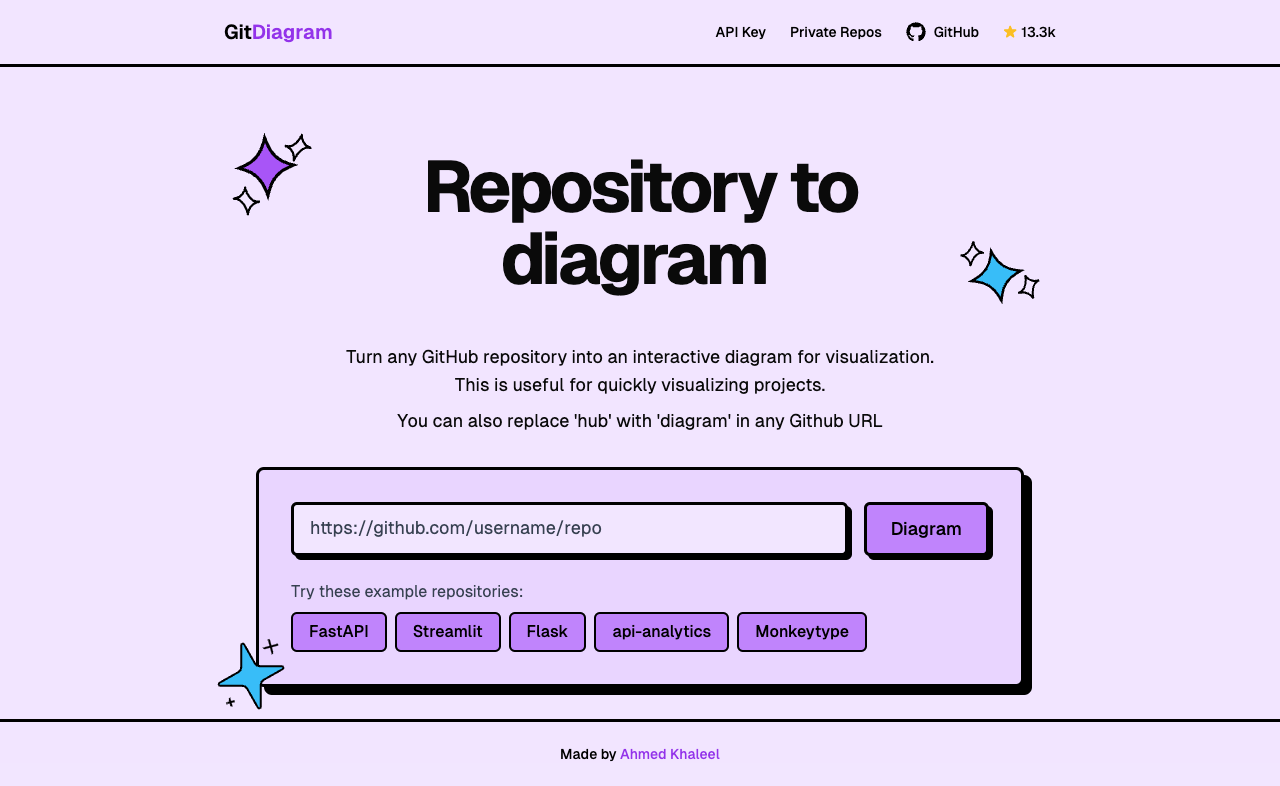 GitDiagram
API Key
Private Repos
GitHub
13.3k
Repository to
diagram
Turn any GitHub repository into an interactive diagram for visualization.
This is useful for quickly visualizing projects.
You can also replace 'hub' with 'diagram' in any Github URL
https://github.com/username/repo
Diagram
Try these example repositories:
FastAPI
Streamlit
Flask
api-analytics
Monkeytype
Made by Ahmed Khaleel